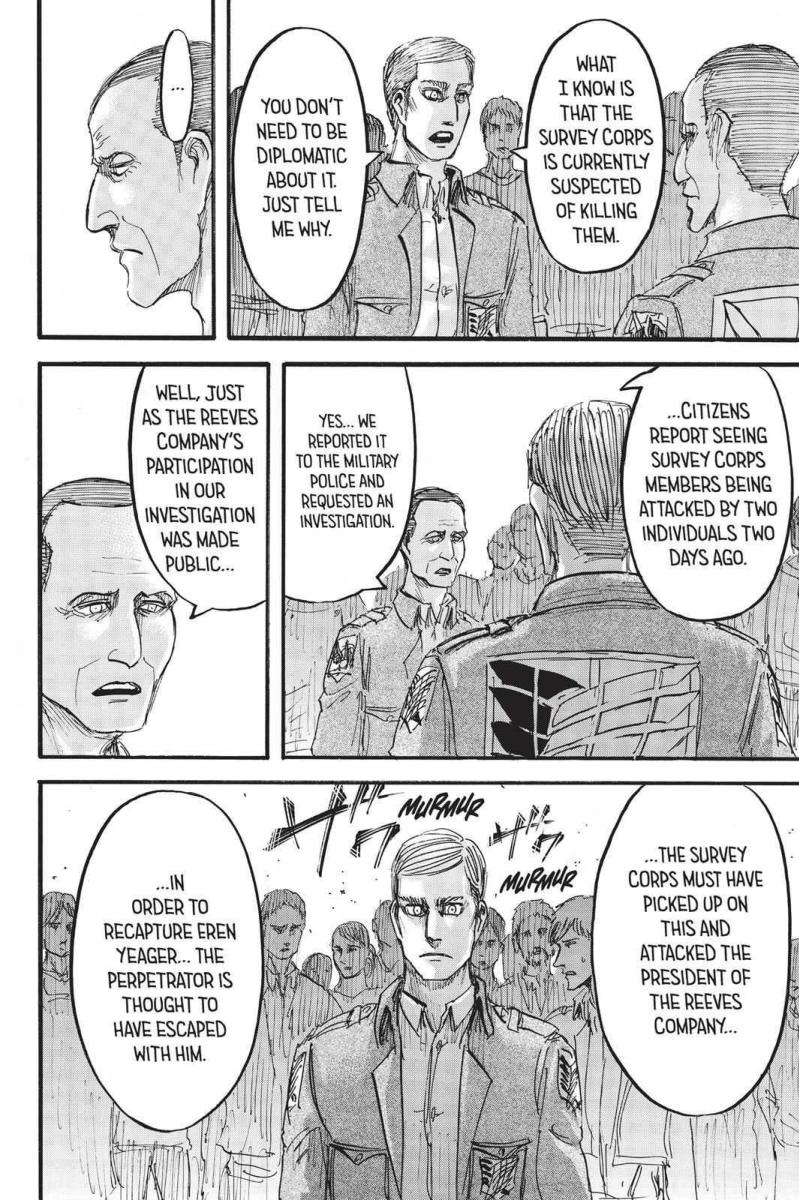 WHAT
I KNOW IS
THAT THE
SURVEY CORPS
IS CURRENTLY
SUSPECTED
OF KILLING
THEM.
YOU DON'T
NEED TO BE
DIPLOMATIC
ABOUT IT.
JUST TELL
ME WHY.
...
...CITIZENS
REPORT SEEING
SURVEY CORPS
MEMBERS BEING
ATTACKED BY TWO
INDIVIDUALS TWO
DAYS AGO.
YES... WE
REPORTED IT
TO THE MILITARY
POLICE AND
REQUESTED AN
INVESTIGATION.
WELL, JUST
AS THE REEVES
COMPANY'S
PARTICIPATION
IN OUR
INVESTIGATION
WAS MADE
PUBLIC...
...THE SURVEY
CORPS MUST HAVE
PICKED UP ON
THIS AND
ATTACKED THE
PRESIDENT OF
THE REEVES
COMPANY...
MURMUR
MURMUR
...IN
ORDER TO
RECAPTURE EREN
YEAGER... THE
PERPETRATOR IS
THOUGHT TO
HAVE ESCAPED
WITH HIM.